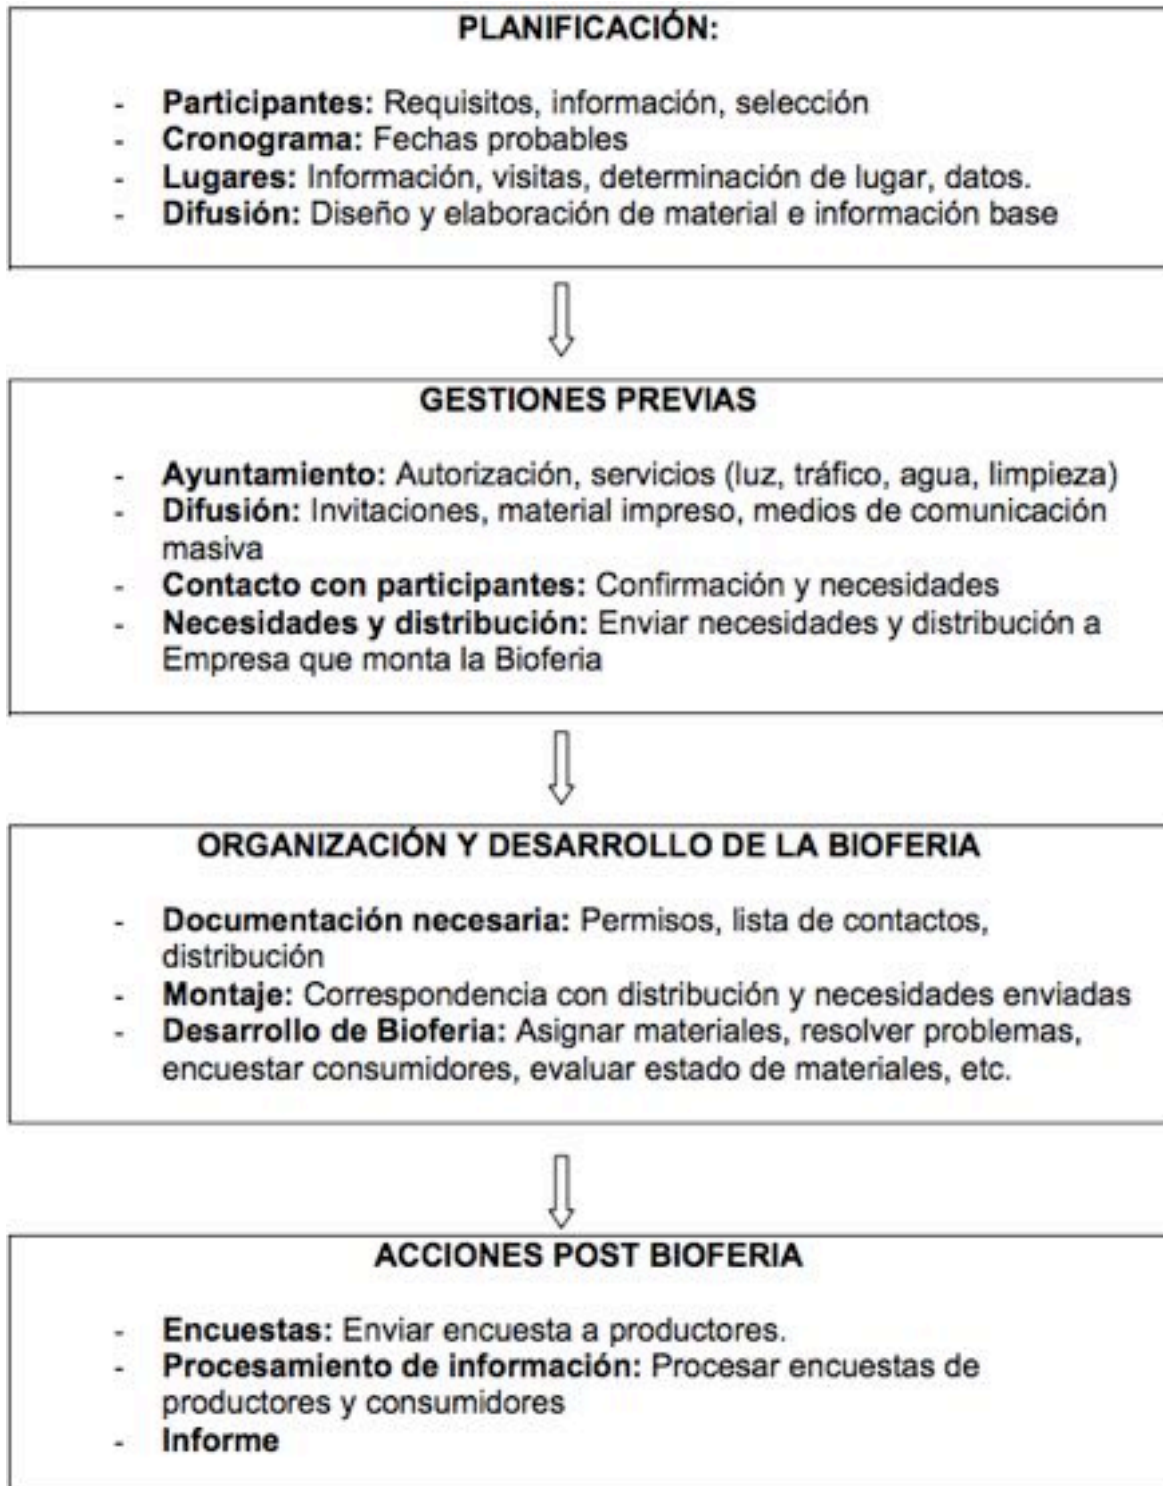 PLANIFICACIÓN:
- Participantes: Requisitos, información, selección
- Cronograma: Fechas probables
- Lugares: Información, visitas, determinación de lugar, datos.
- Difusión: Diseño y elaboración de material e información base
GESTIONES PREVIAS
- Ayuntamiento: Autorización, servicios (luz, tráfico, agua, limpieza)
- Difusión: Invitaciones, material impreso, medios de comunicación
masiva
- Contacto con participantes: Confirmación y necesidades
- Necesidades y distribución: Enviar necesidades y distribución a
Empresa que monta la Bioferia
ORGANIZACIÓN Y DESARROLLO DE LA BIOFERIA
- Documentación necesaria: Permisos, lista de contactos,
distribución
- Montaje: Correspondencia con distribución y necesidades enviadas
- Desarrollo de Bioferia: Asignar materiales, resolver problemas,
encuestar consumidores, evaluar estado de materiales, etc.
ACCIONES POST BIOFERIA
- Encuestas: Enviar encuesta a productores.
- Procesamiento de información: Procesar encuestas de
productores y consumidores
- Informe